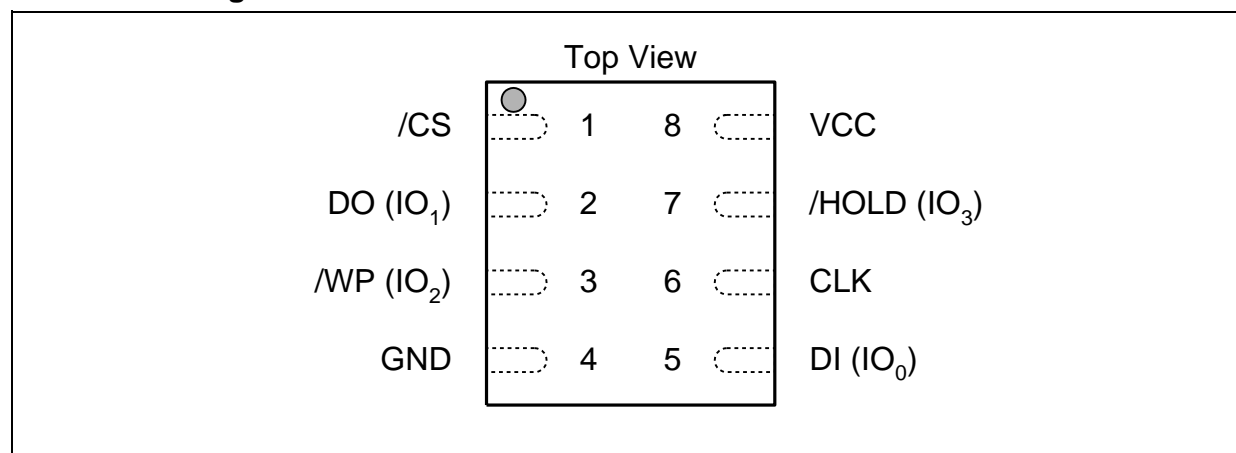 Top View
/CS 1 8 VCC
DO (IO₁) 2 7 /HOLD (IO₃)
/WP (IO₂) 3 6 CLK
GND 4 5 DI (IO₀)